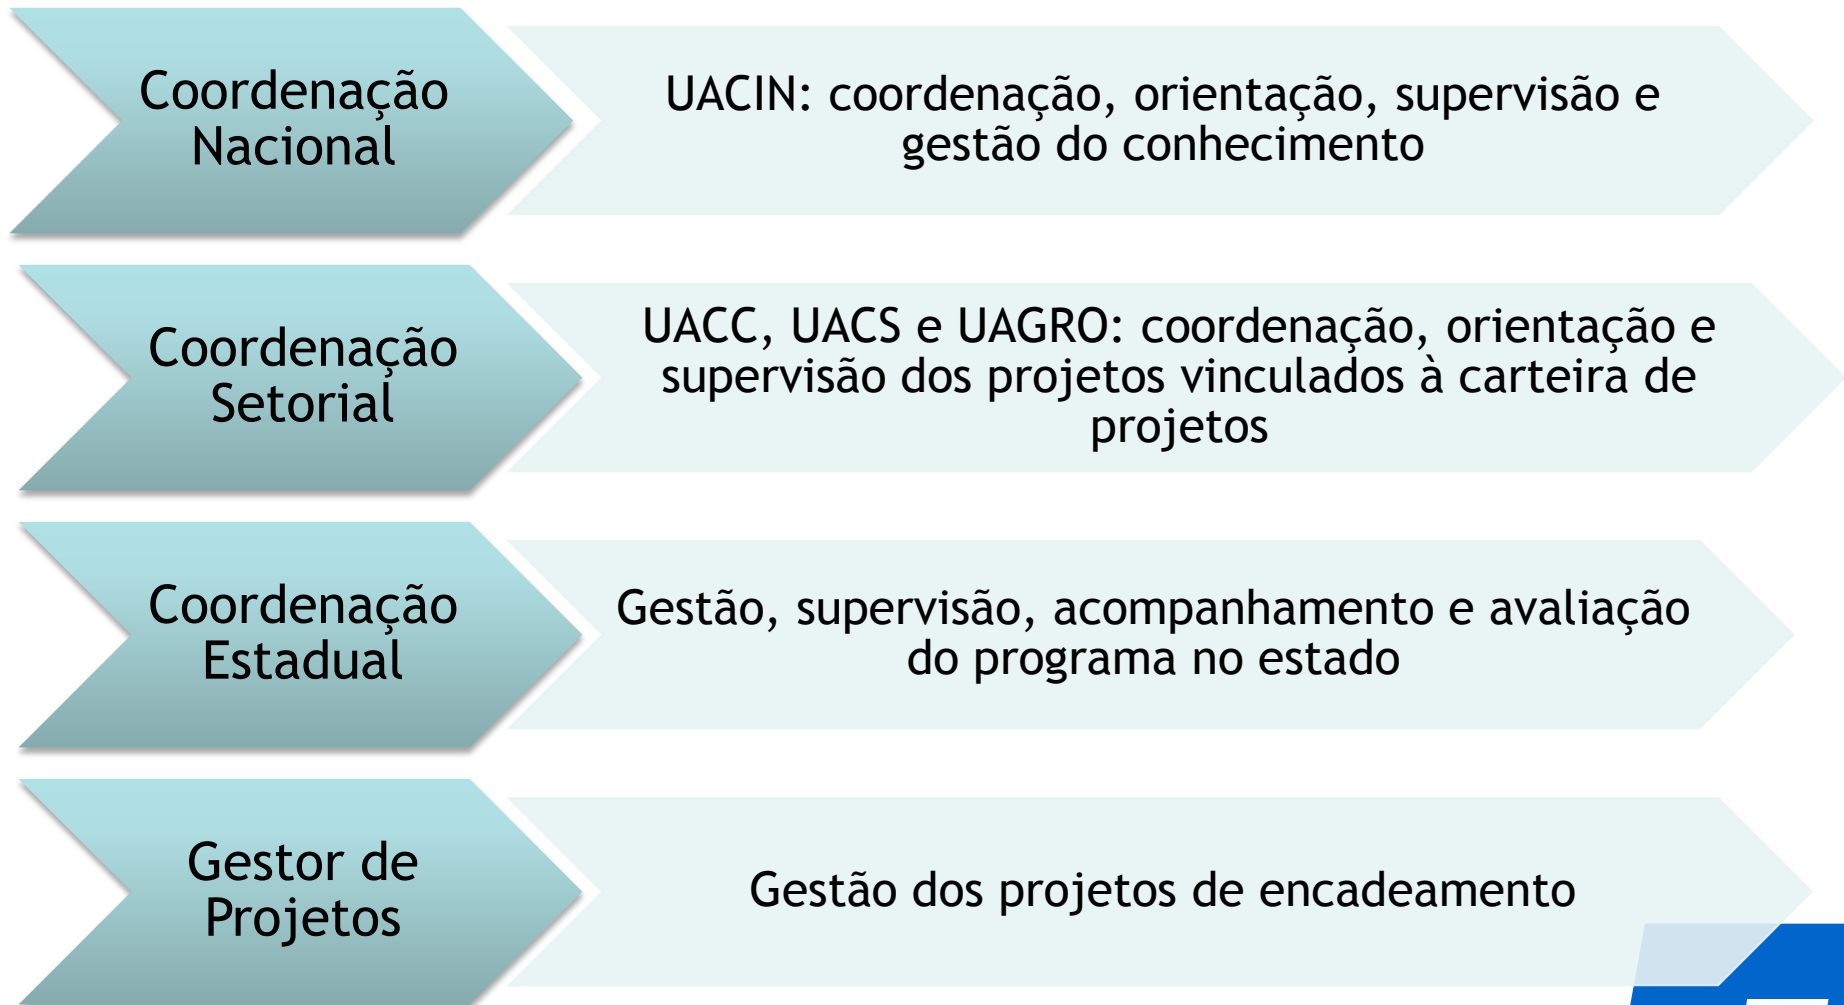 Coordenação
Nacional
UACIN: coordenação, orientação, supervisão e
gestão do conhecimento
Coordenação
Setorial
UACC, UACS e UAGRO: coordenação, orientação e
supervisão dos projetos vinculados à carteira de
projetos
Coordenação
Estadual
Gestão, supervisão, acompanhamento e avaliação
do programa no estado
Gestor de
Projetos
Gestão dos projetos de encadeamento